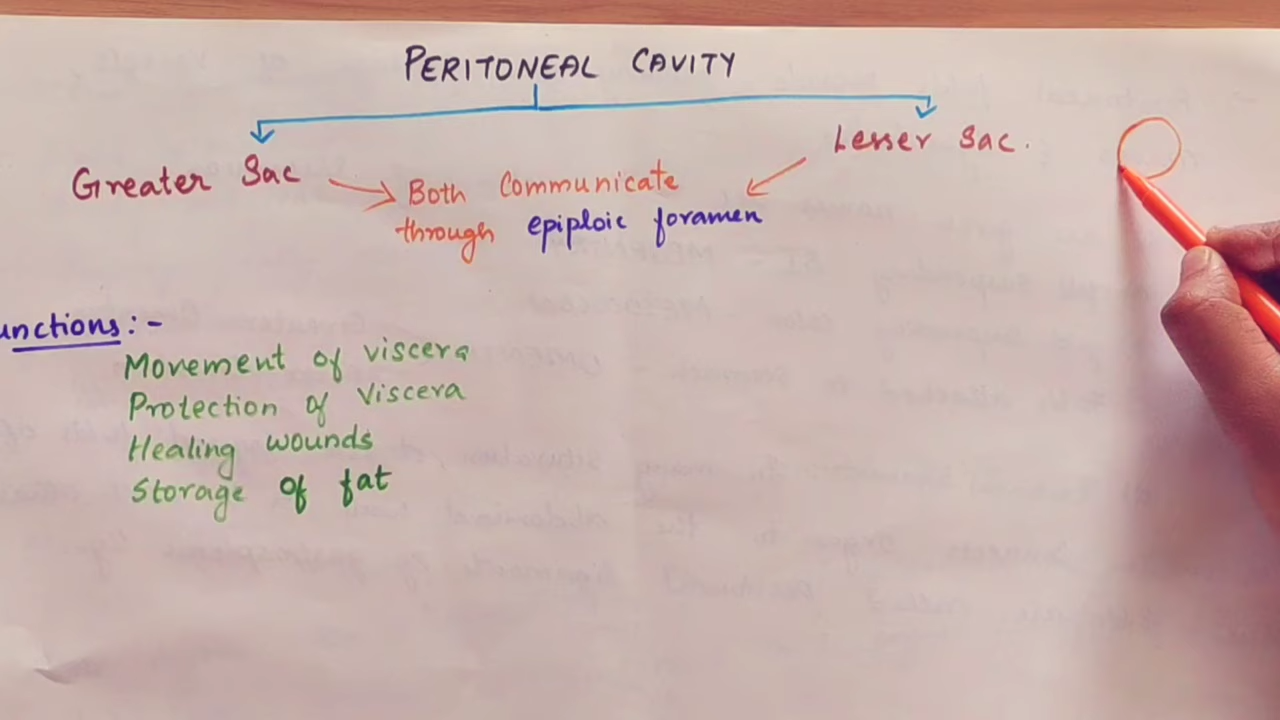 PERITONEAL CAVITY
Greater Sac
Lesser Sac.
Both Communicate
through epiploic foramen
unctions:-
Movement of viscera
Protection of Viscera
Healing wounds
Storage of fat